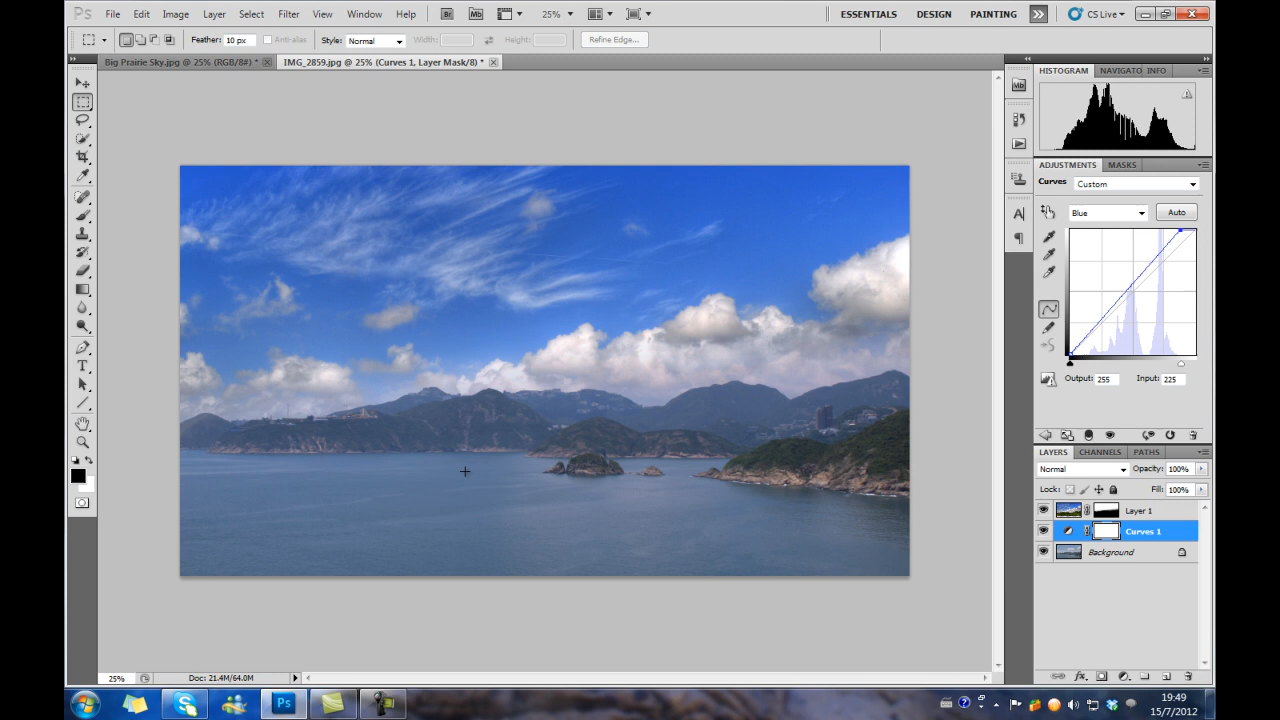 Ps File Edit Image Layer Select Filter View Window Help Br Mb 25% ESSENTIALS DESIGN PAINTING CS Live
Feather: 10 px Anti-alias Style: Normal Width: Height: Refine Edge...
Big Prairie Sky.jpg @ 25% (RGB/8#) * IMG_2859.jpg @ 25% (Curves 1, Layer Mask/8) *
HISTOGRAM NAVIGATO INFO
Mb
ADJUSTMENTS MASKS
Curves Custom
Blue Auto
Output: 255 Input: 225
LAYERS CHANNELS PATHS
Normal Opacity: 100%
Lock: Fill: 100%
Layer 1
Curves 1
Background
25% Doc: 21.4M/64.0M
Ps
19:49
15/7/2012